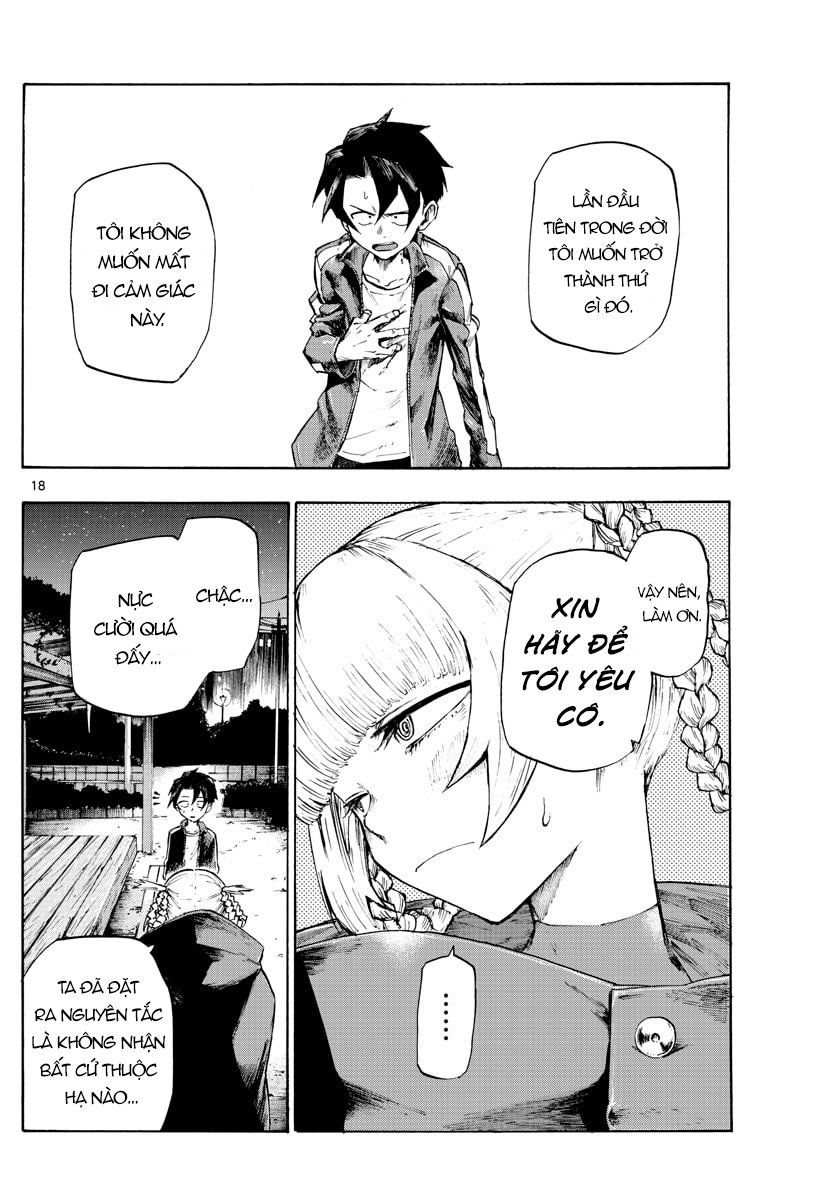 LẦN ĐẦU
TIÊN TRONG ĐỜI
TÔI MUỐN TRỞ
THÀNH THỨ
GÌ ĐÓ.
TÔI KHÔNG
MUỐN MẤT
ĐI CẢM GIÁC
NÀY.
18
VẬY NÊN,
LÀM ƠN.
XIN
HÃY ĐỂ
TÔI YÊU
CÔ.
......
CHẬC...
NỰC
CƯỜI QUÁ
ĐẤY...
TA ĐÃ ĐẶT
RA NGUYÊN TẮC
LÀ KHÔNG NHẬN
BẤT CỨ THUỘC
HẠ NÀO...